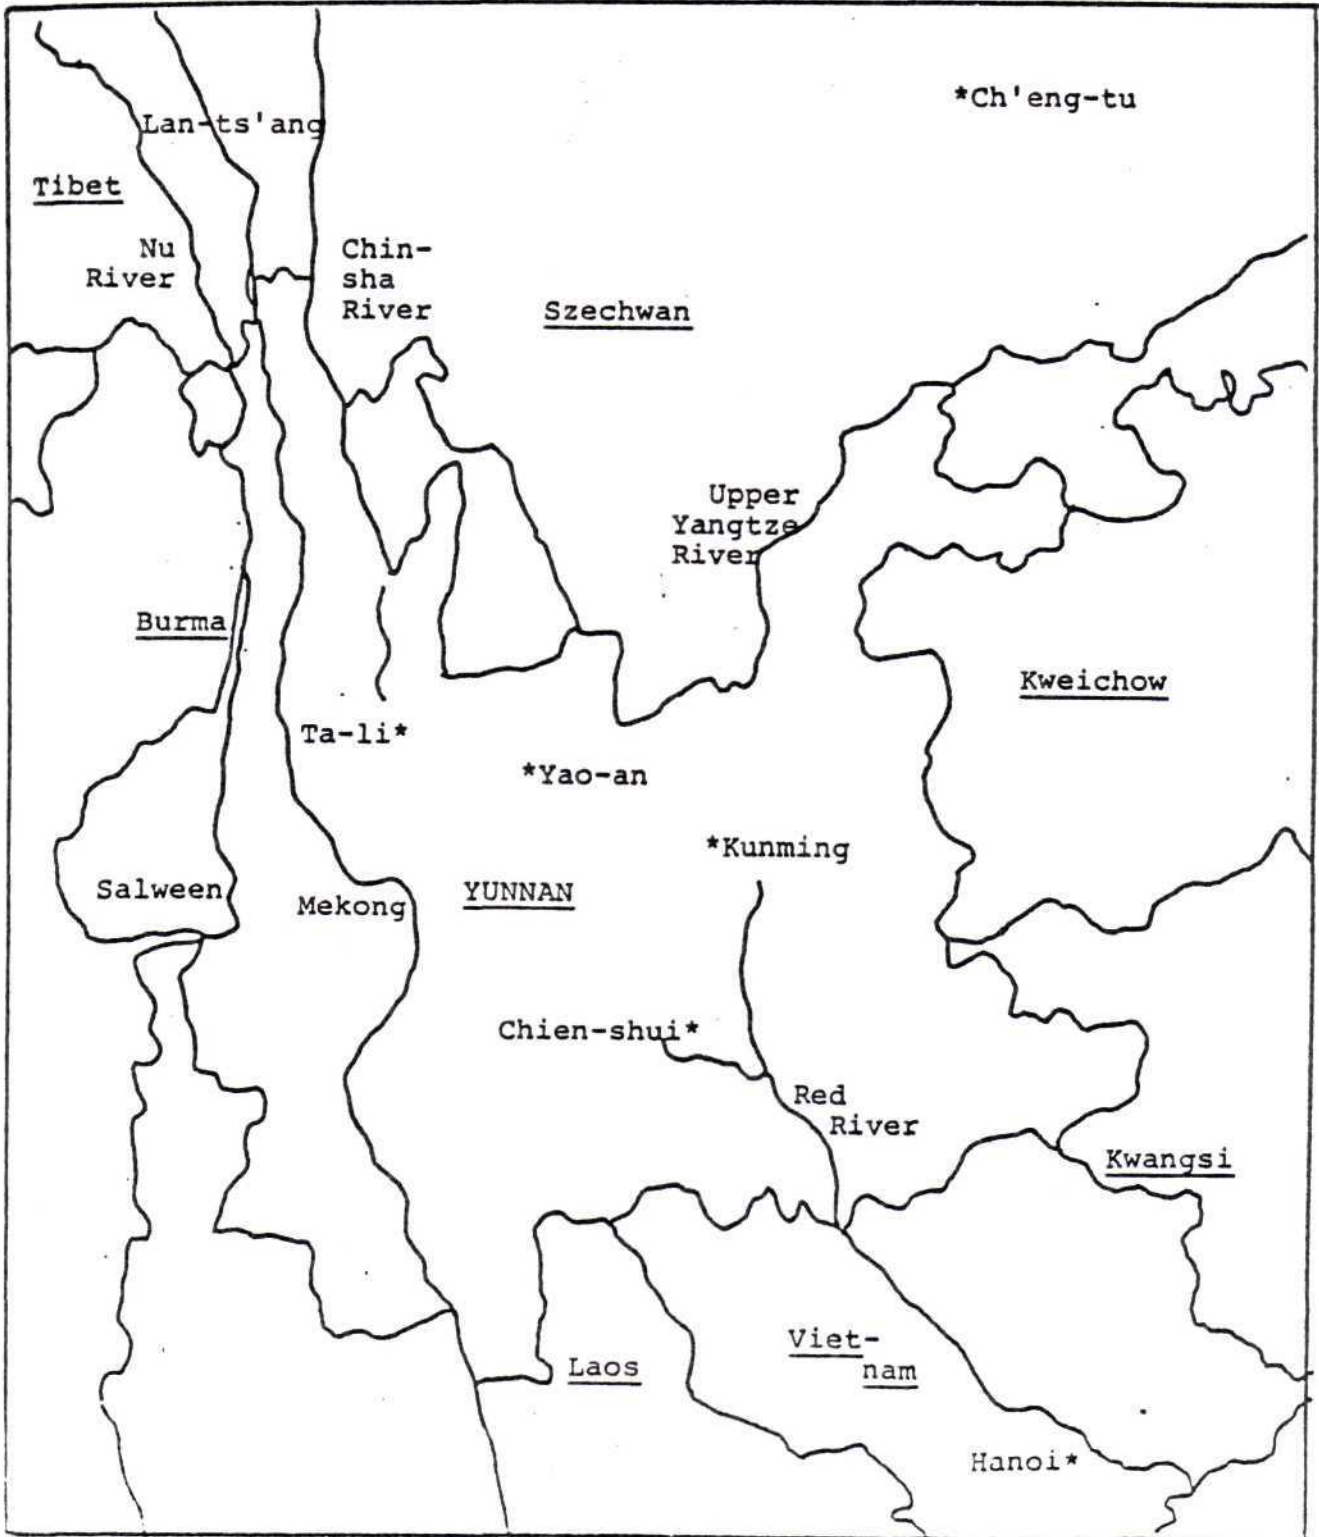 *Ch'eng-tu
Lan-ts'ang
Tibet
Nu
River
Chin-
sha
River
Szechwan
Upper
Yangtze
River
Burma
Kweichow
Ta-li*
*Yao-an
*Kunming
Salween
Mekong
YUNNAN
Chien-shui*
Red
River
Kwangsi
Viet-
nam
Laos
Hanoi*